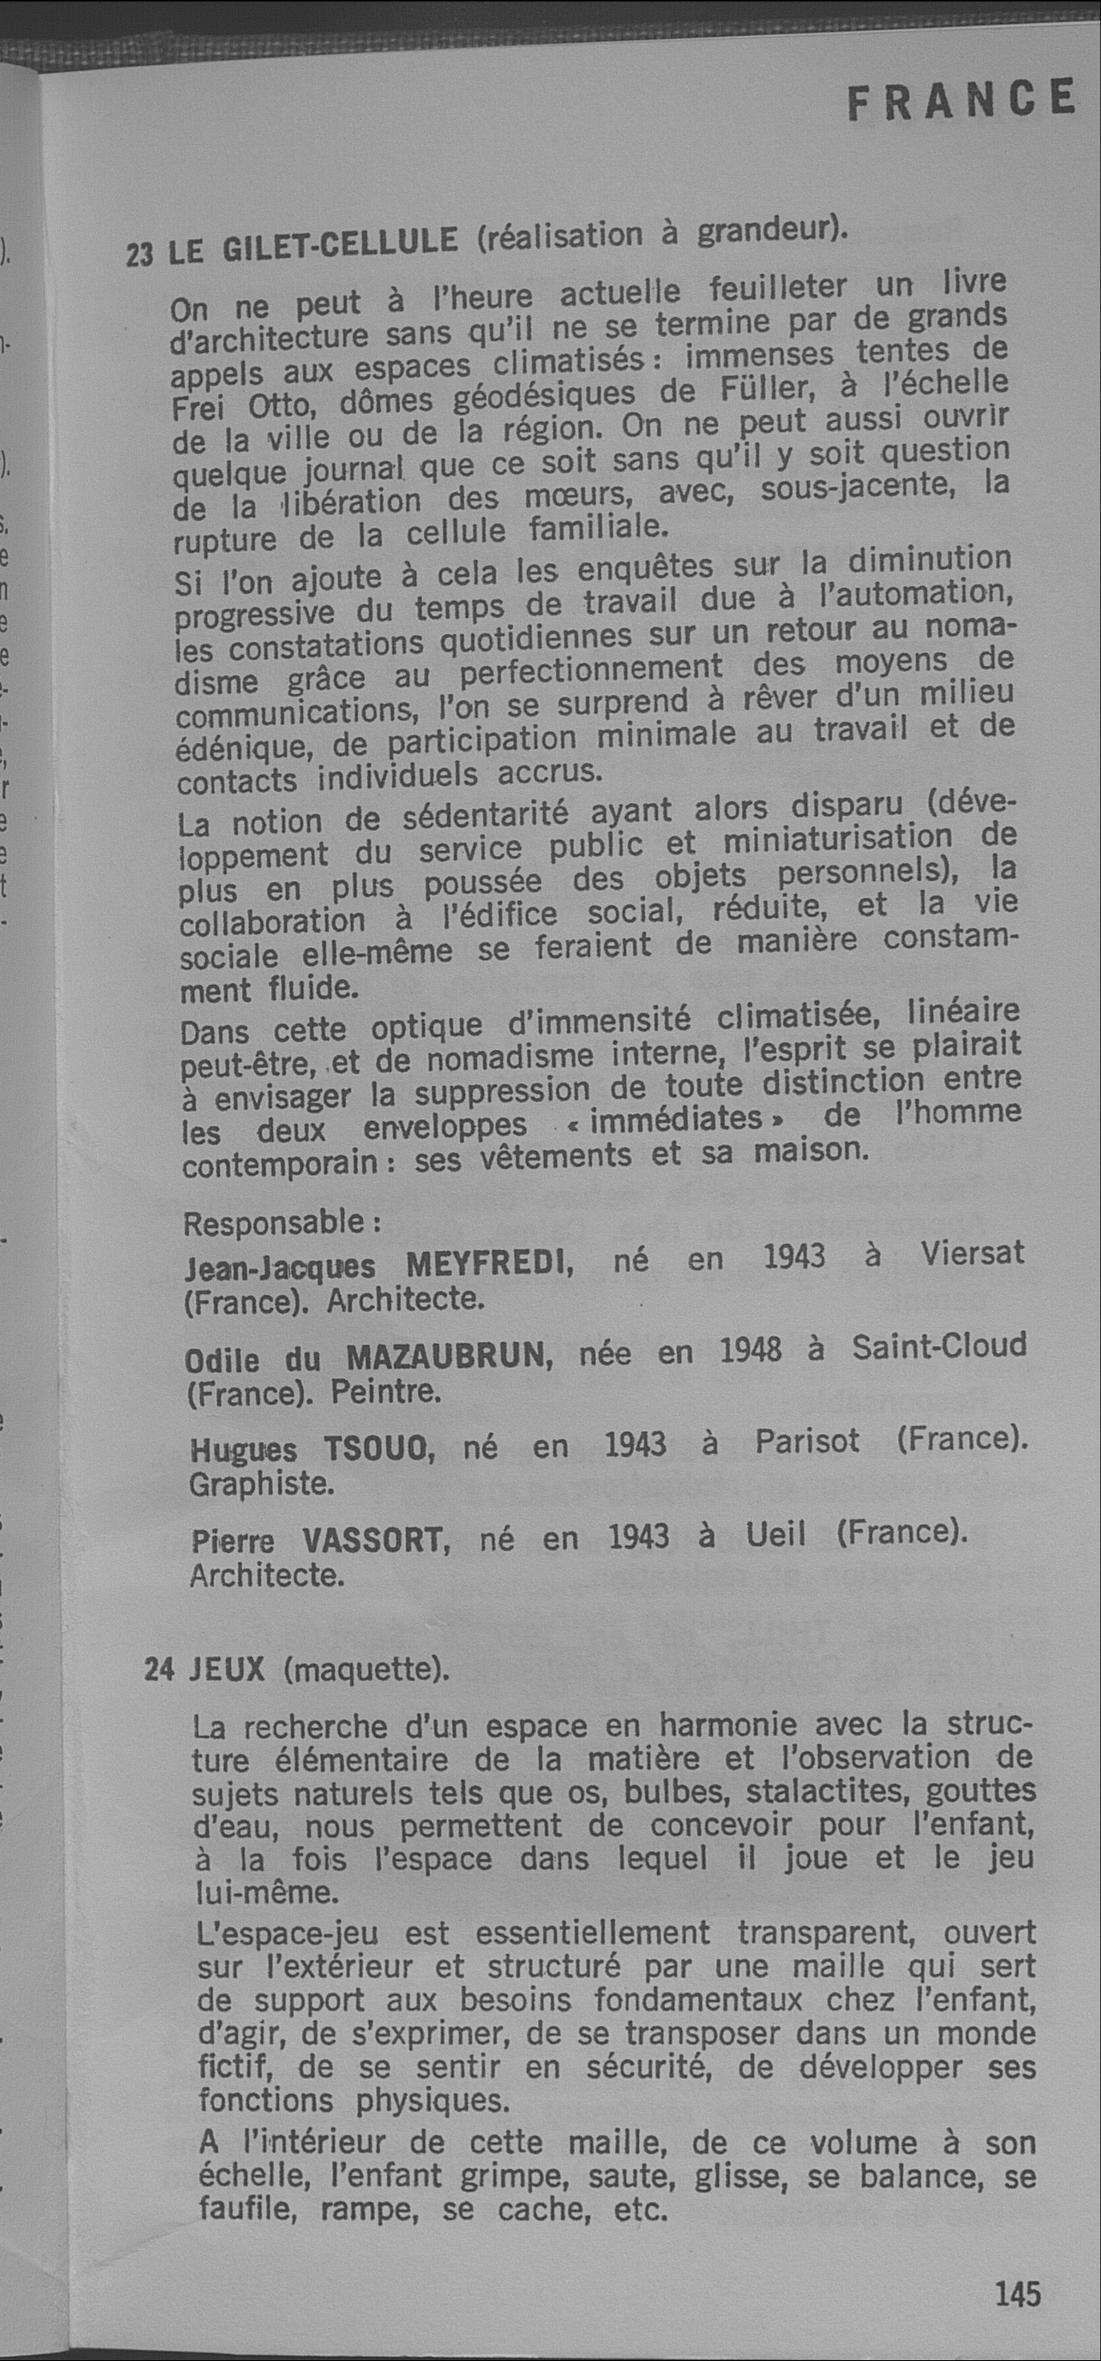 FRANCE
23 LE GILET-CELLULE (réalisation à grandeur).
On ne peut à l'heure actuelle feuilleter un livre
d'architecture sans qu'il ne se termine par de grands
appels aux espaces climatisés : immenses tentes de
Frei Otto, dômes géodésiques de Füller, à l'échelle
de la ville ou de la région. On ne peut aussi ouvrir
quelque journal que ce soit sans qu'il y soit question
de la libération des mœurs, avec, sous-jacente, la
rupture de la cellule familiale.
Si l'on ajoute à cela les enquêtes sur la diminution
progressive du temps de travail due à l'automation,
les constatations quotidiennes sur un retour au noma-
disme grâce au perfectionnement des moyens de
communications, l'on se surprend à rêver d'un milieu
édénique, de participation minimale au travail et de
contacts individuels accrus.
La notion de sédentarité ayant alors disparu (déve-
loppement du service public et miniaturisation de
plus en plus poussée des objets personnels), la
collaboration à l'édifice social, réduite, et la vie
sociale elle-même se feraient de manière constam-
ment fluide.
Dans cette optique d'immensité climatisée, linéaire
peut-être, et de nomadisme interne, l'esprit se plairait
à envisager la suppression de toute distinction entre
les deux enveloppes « immédiates » de l'homme
contemporain : ses vêtements et sa maison.
Responsable :
Jean-Jacques MEYFREDI, né en 1943 à Viersat
(France). Architecte.
Odile du MAZAUBRUN, née en 1948 à Saint-Cloud
(France). Peintre.
Hugues TSOUO, né en 1943 à Parisot (France).
Graphiste.
Pierre VASSORT, né en 1943 à Ueil (France).
Architecte.
24 JEUX (maquette).
La recherche d'un espace en harmonie avec la struc-
ture élémentaire de la matière et l'observation de
sujets naturels tels que os, bulbes, stalactites, gouttes
d'eau, nous permettent de concevoir pour l'enfant,
à la fois l'espace dans lequel il joue et le jeu
lui-même.
L'espace-jeu est essentiellement transparent, ouvert
sur l'extérieur et structuré par une maille qui sert
de support aux besoins fondamentaux chez l'enfant,
d'agir, de s'exprimer, de se transposer dans un monde
fictif, de se sentir en sécurité, de développer ses
fonctions physiques.
A l'intérieur de cette maille, de ce volume à son
échelle, l'enfant grimpe, saute, glisse, se balance, se
faufile, rampe, se cache, etc.
145